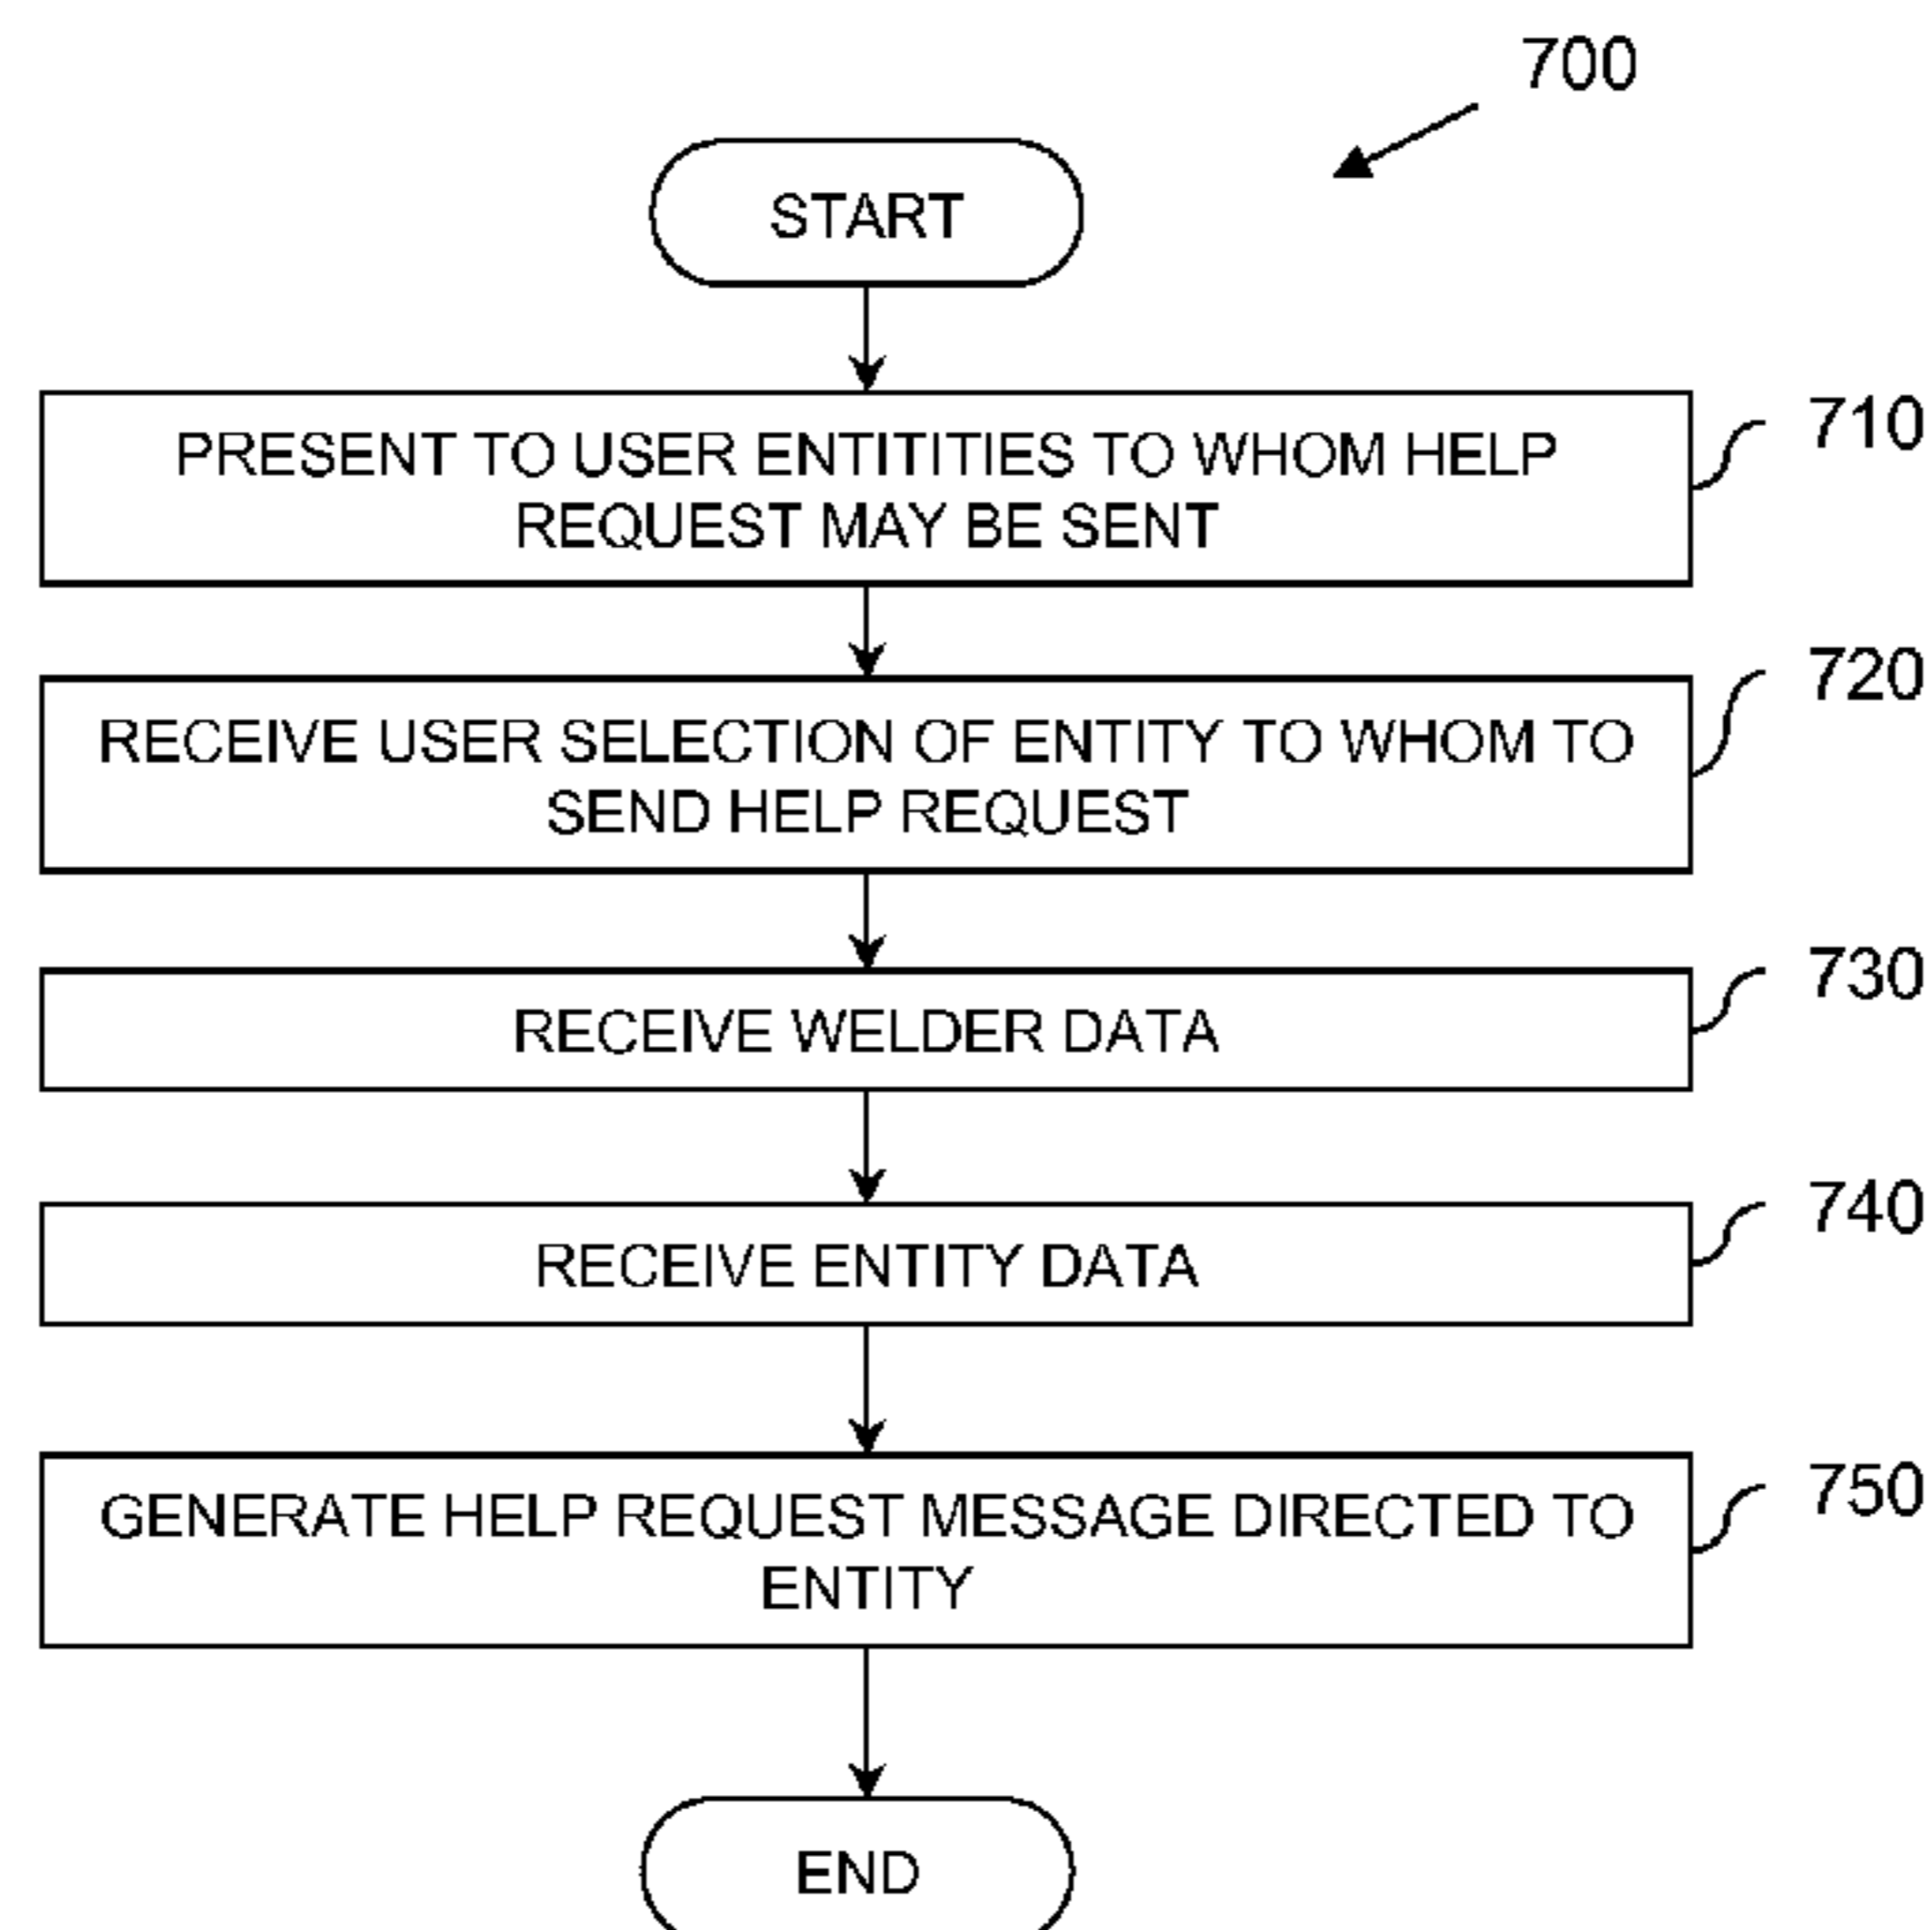 700
START
PRESENT TO USER ENTITITIES TO WHOM HELP
REQUEST MAY BE SENT
710
RECEIVE USER SELECTION OF ENTITY TO WHOM TO
SEND HELP REQUEST
720
RECEIVE WELDER DATA
730
RECEIVE ENTITY DATA
740
GENERATE HELP REQUEST MESSAGE DIRECTED TO
ENTITY
750
END